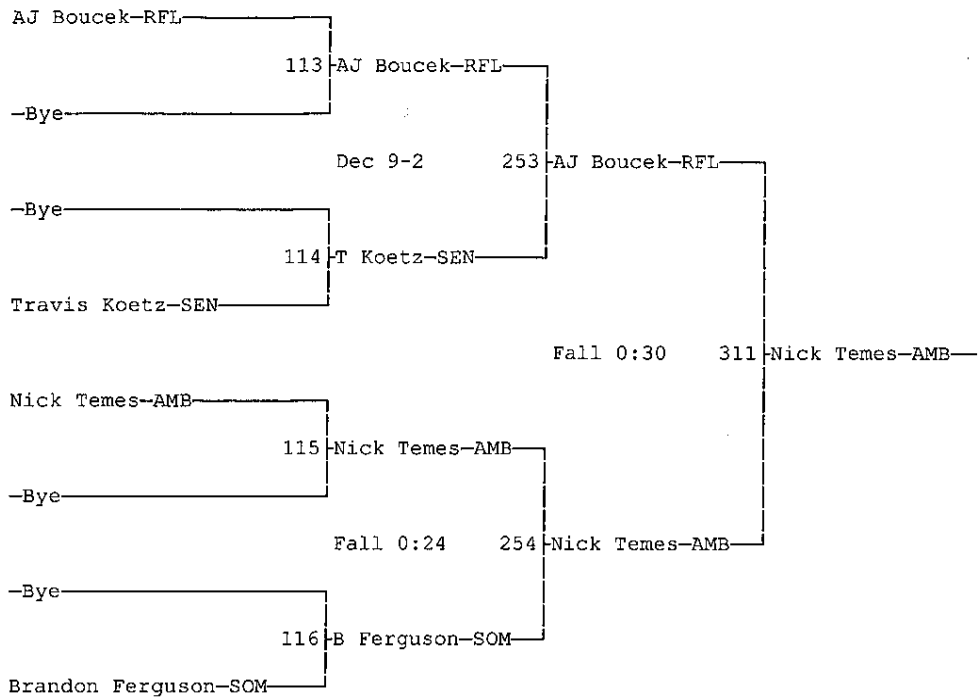 AJ Boucek-RFL
113 AJ Boucek-RFL
-Bye
Dec 9-2 253 AJ Boucek-RFL
-Bye
114 T Koetz-SEN
Travis Koetz-SEN
Fall 0:30 311 Nick Temes-AMB
Nick Temes-AMB
115 Nick Temes-AMB
-Bye
Fall 0:24 254 Nick Temes-AMB
-Bye
116 B Ferguson-SOM
Brandon Ferguson-SOM